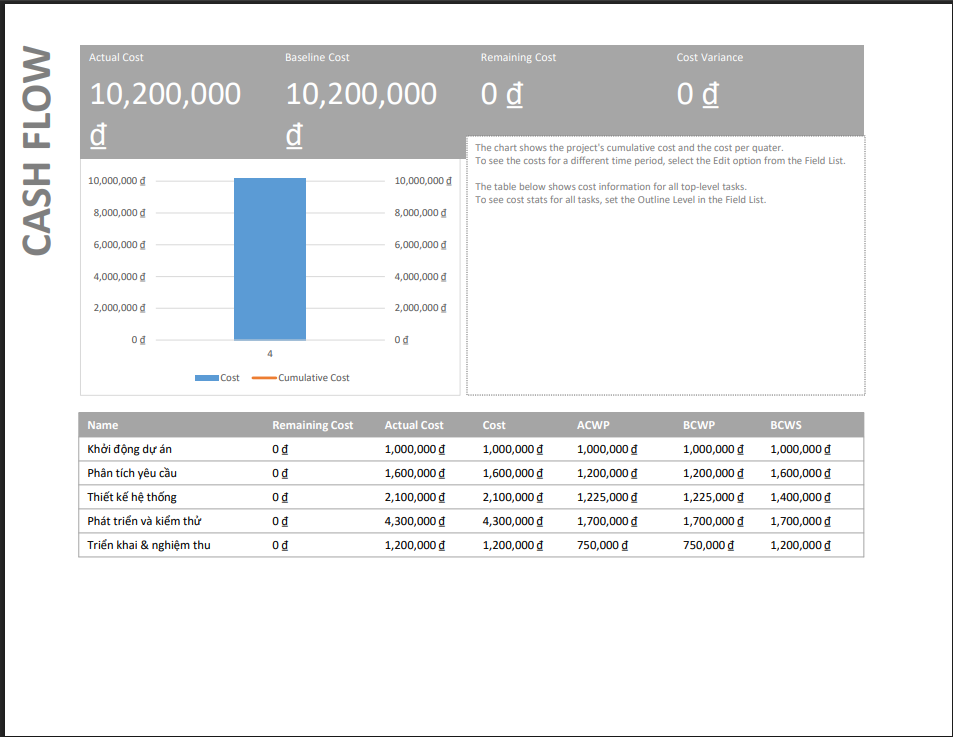 CASH FLOW
Actual Cost Baseline Cost Remaining Cost Cost Variance
10,200,000 ₫ 10,200,000 ₫ 0 ₫ 0 ₫
The chart shows the project's cumulative cost and the cost per quater.
To see the costs for a different time period, select the Edit option from the Field List.
The table below shows cost information for all top-level tasks.
To see cost stats for all tasks, set the Outline Level in the Field List.
10,000,000 ₫ 10,000,000 ₫
8,000,000 ₫ 8,000,000 ₫
6,000,000 ₫ 6,000,000 ₫
4,000,000 ₫ 4,000,000 ₫
2,000,000 ₫ 2,000,000 ₫
0 ₫ 0 ₫
4
Cost Cumulative Cost
Name Remaining Cost Actual Cost Cost ACWP BCWP BCWS
Khởi động dự án 0 ₫ 1,000,000 ₫ 1,000,000 ₫ 1,000,000 ₫ 1,000,000 ₫ 1,000,000 ₫
Phân tích yêu cầu 0 ₫ 1,600,000 ₫ 1,600,000 ₫ 1,200,000 ₫ 1,200,000 ₫ 1,600,000 ₫
Thiết kế hệ thống 0 ₫ 2,100,000 ₫ 2,100,000 ₫ 1,225,000 ₫ 1,225,000 ₫ 1,400,000 ₫
Phát triển và kiểm thử 0 ₫ 4,300,000 ₫ 4,300,000 ₫ 1,700,000 ₫ 1,700,000 ₫ 1,700,000 ₫
Triển khai & nghiệm thu 0 ₫ 1,200,000 ₫ 1,200,000 ₫ 750,000 ₫ 750,000 ₫ 1,200,000 ₫